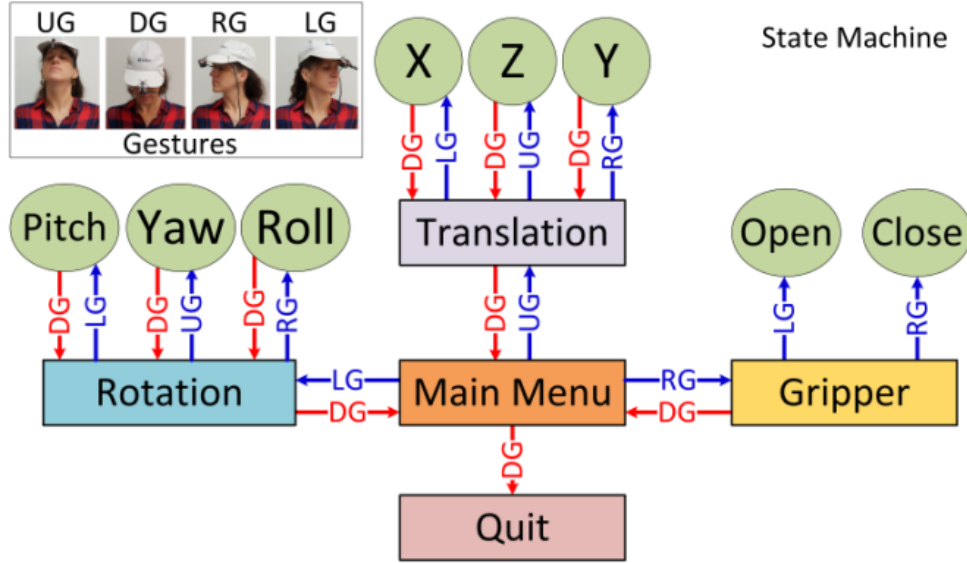 UG DG RG LG
Gestures
State Machine
X Z Y
DG LG DG UG DG RG
Translation
Pitch Yaw Roll
Open Close
DG LG DG UG DG RG
DG UG
LG RG
Rotation LG Main Menu RG Gripper
DG DG
DG
Quit